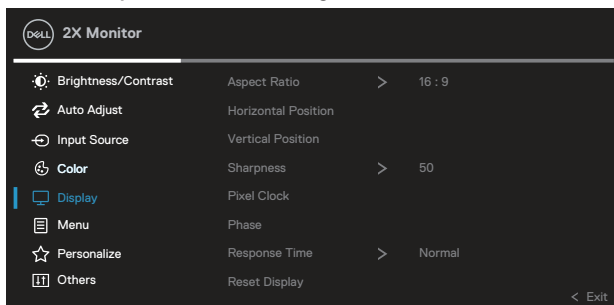 DELL 2X Monitor
Brightness/Contrast Aspect Ratio > 16 : 9
Auto Adjust Horizontal Position
Input Source Vertical Position
Color Sharpness > 50
Display Pixel Clock
Menu Phase
Personalize Response Time > Normal
Others Reset Display
< Exit